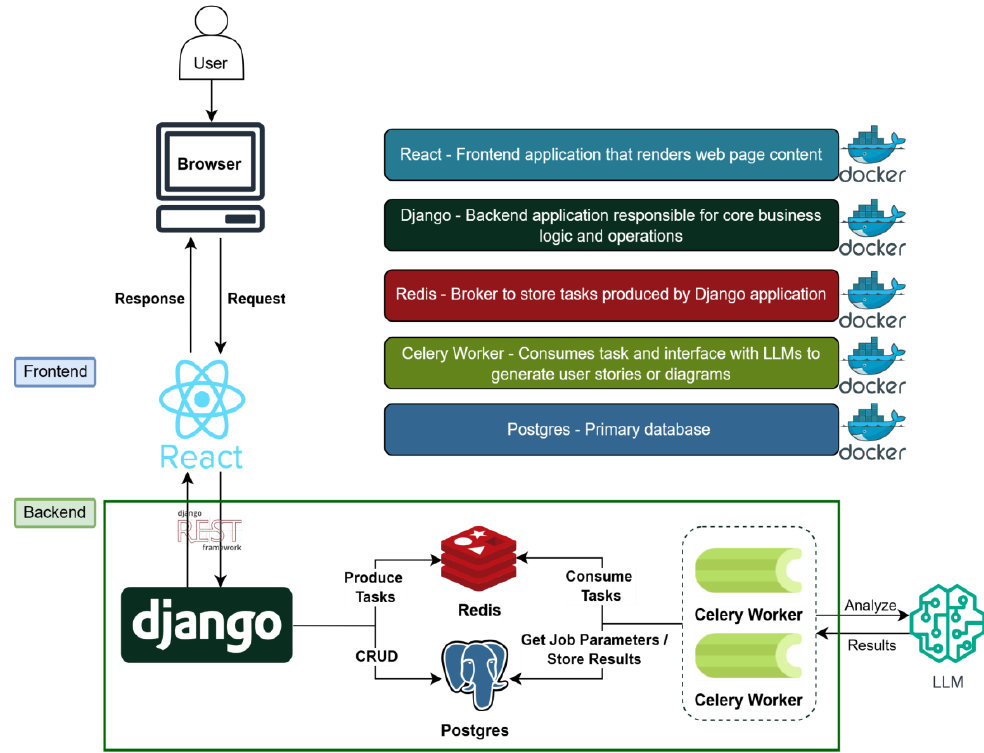 User
Browser
React - Frontend application that renders web page content
docker
Django - Backend application responsible for core business
logic and operations
docker
Response
Request
Redis - Broker to store tasks produced by Django application
docker
Frontend
Celery Worker - Consumes task and interface with LLMs to
generate user stories or diagrams
docker
React
Postgres - Primary database
docker
Backend
django
REST
framework
django
Produce
Tasks
Redis
CRUD
Postgres
Consume
Tasks
Get Job Parameters /
Store Results
Celery Worker
Celery Worker
Analyze
Results
LLM